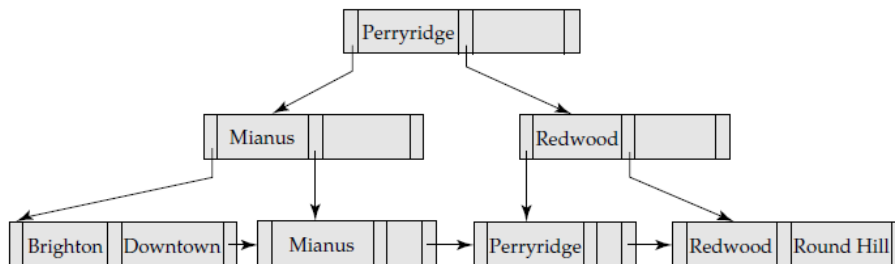 Perryridge
Mianus Redwood
Brighton Downtown Mianus Perryridge Redwood Round Hill